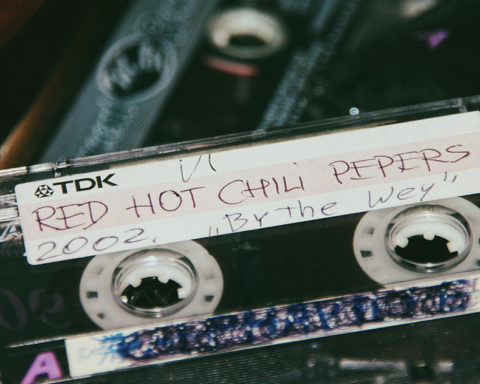 TDK
RED HOT CHILI PEPERS
2002. „By the Wey"
A